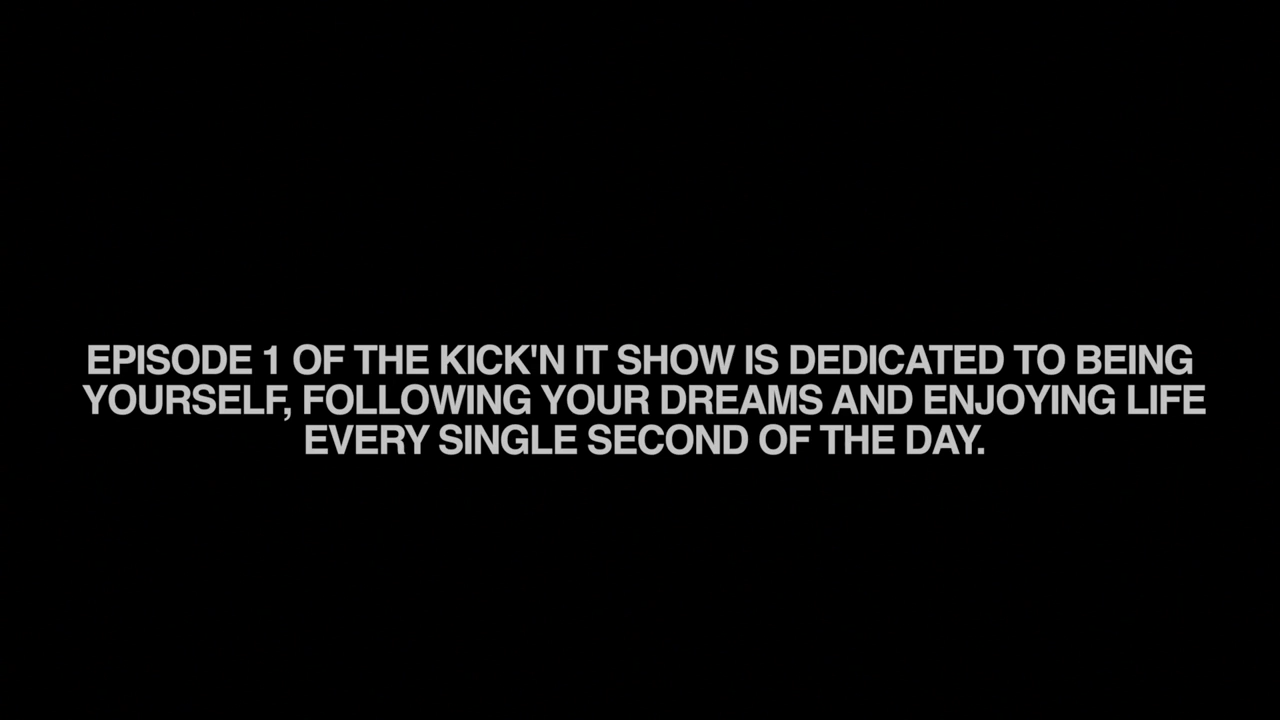 EPISODE 1 OF THE KICK'N IT SHOW IS DEDICATED TO BEING
YOURSELF, FOLLOWING YOUR DREAMS AND ENJOYING LIFE
EVERY SINGLE SECOND OF THE DAY.